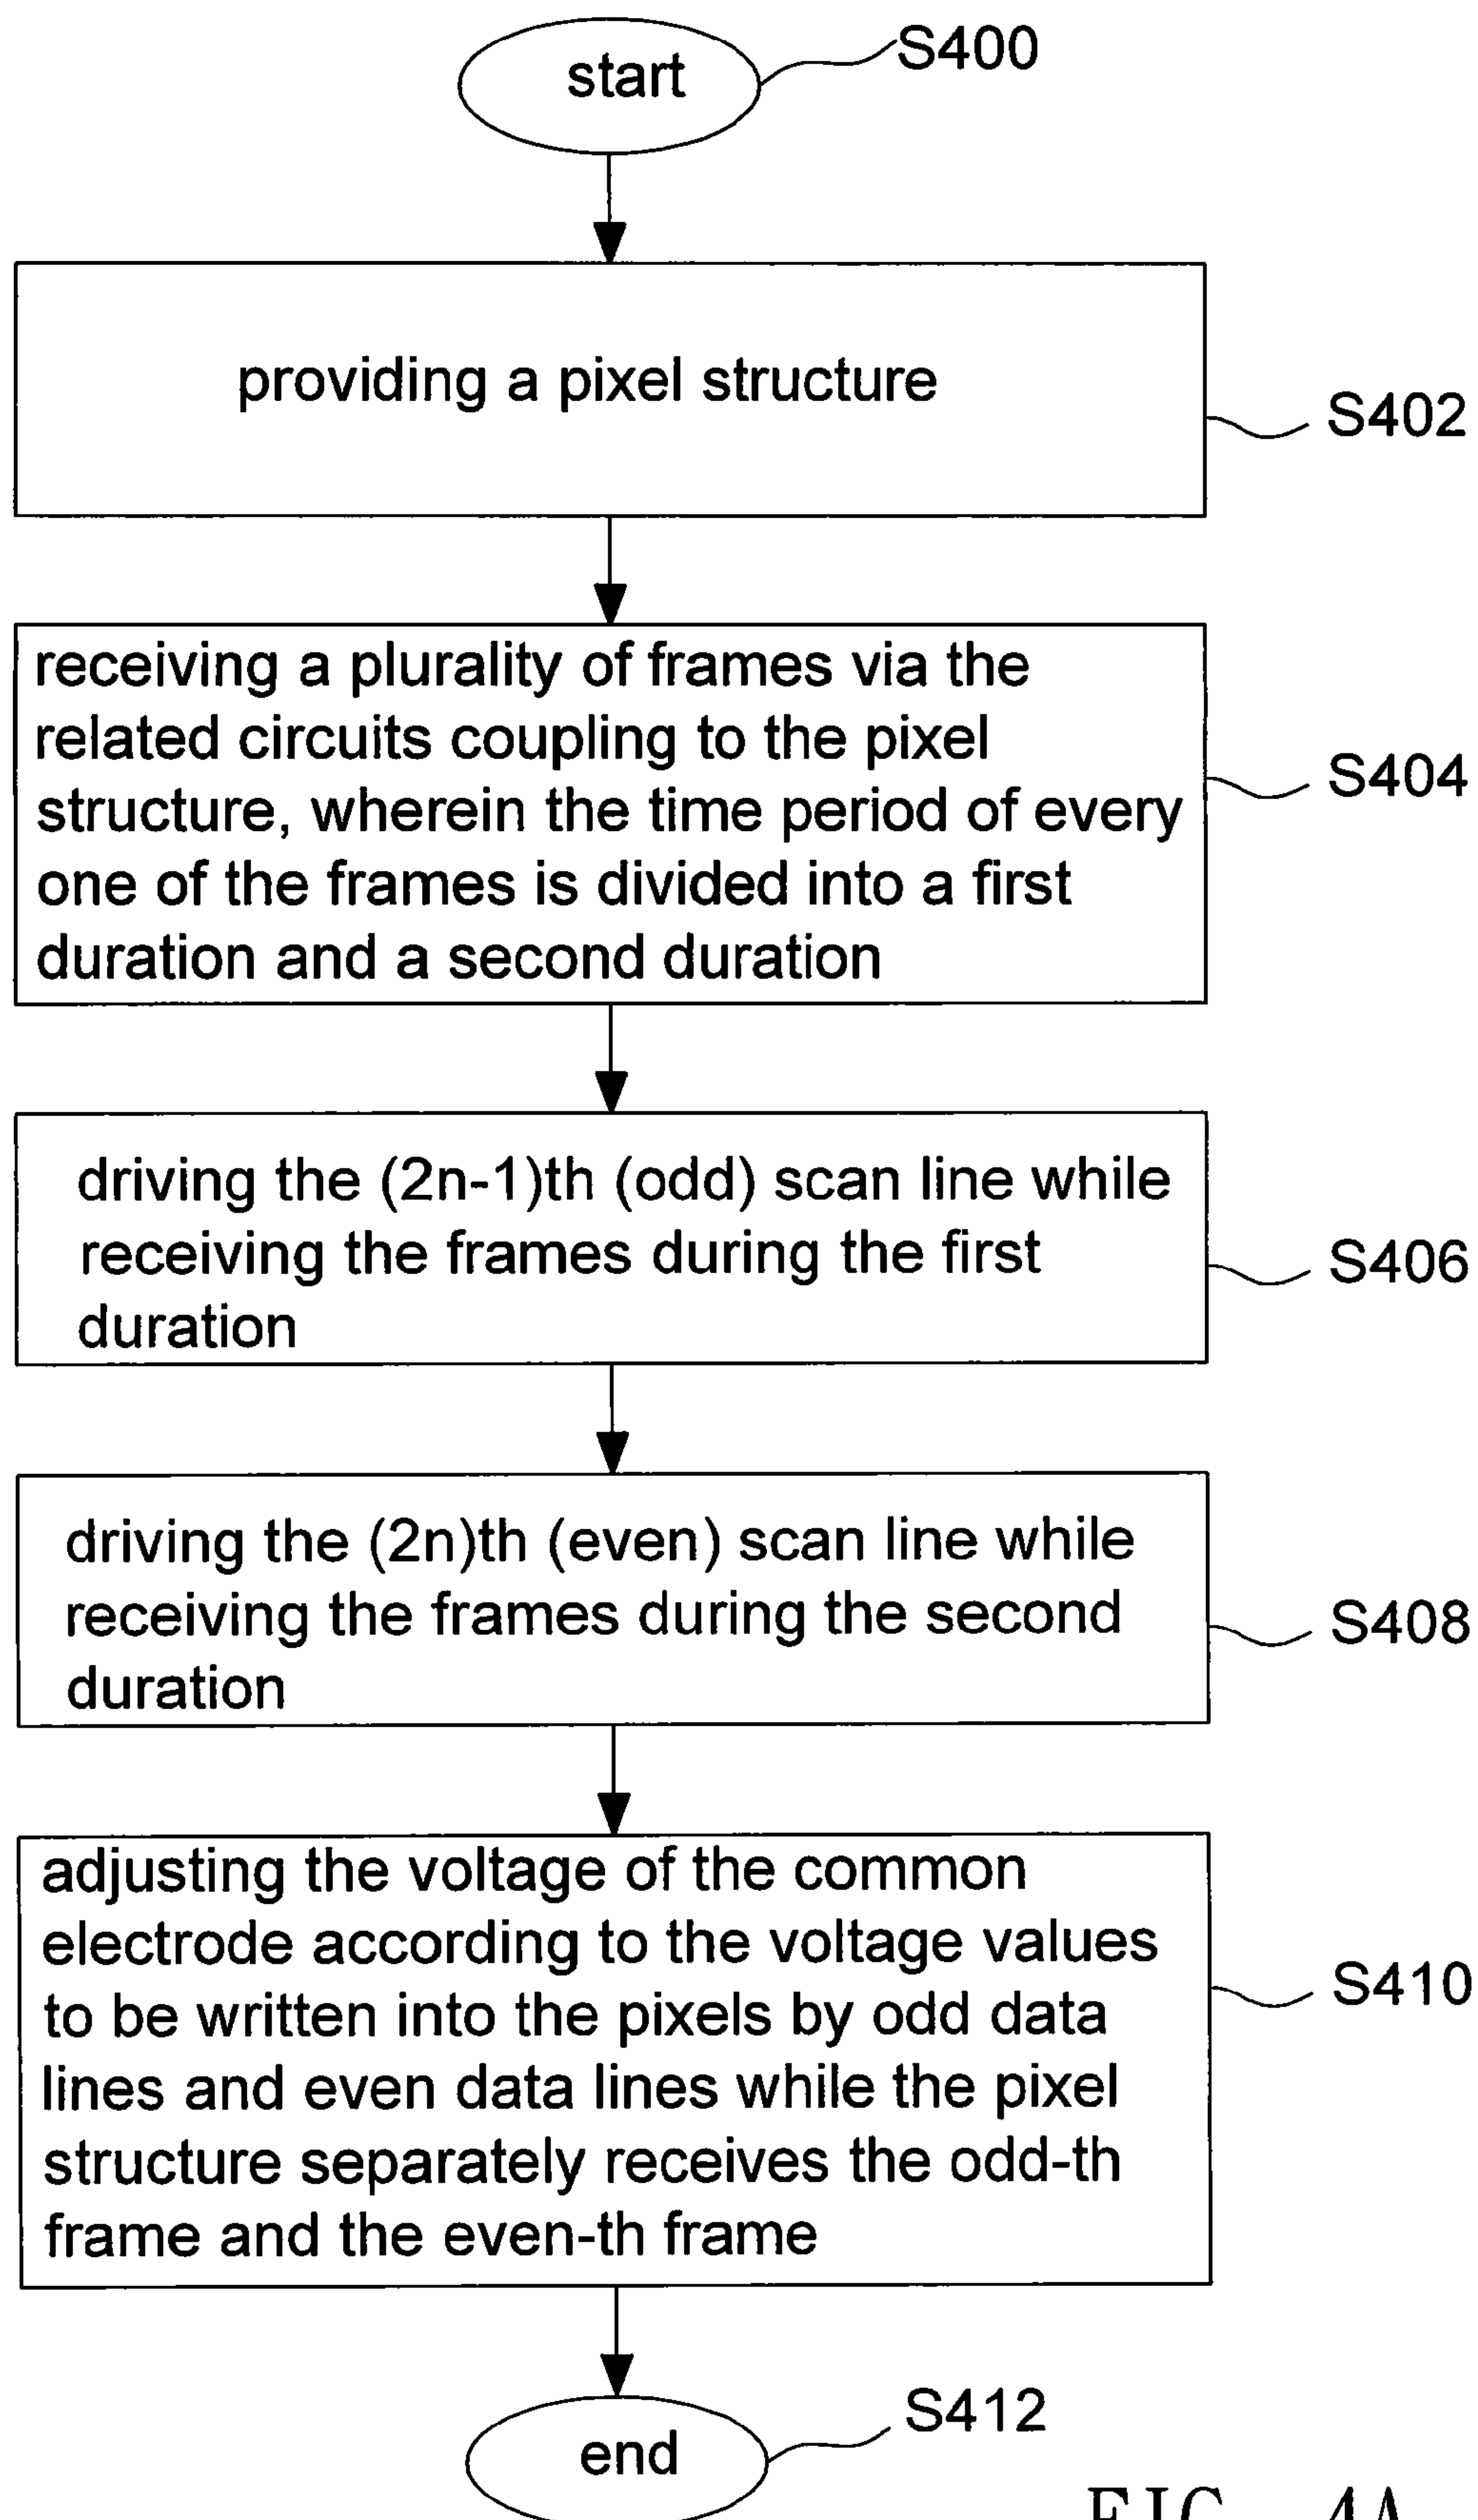 start
S400
providing a pixel structure
S402
receiving a plurality of frames via the
related circuits coupling to the pixel
structure, wherein the time period of every
one of the frames is divided into a first
duration and a second duration
S404
driving the (2n-1)th (odd) scan line while
receiving the frames during the first
duration
S406
driving the (2n)th (even) scan line while
receiving the frames during the second
duration
S408
adjusting the voltage of the common
electrode according to the voltage values
to be written into the pixels by odd data
lines and even data lines while the pixel
structure separately receives the odd-th
frame and the even-th frame
S410
end
S412
FIG. 4A